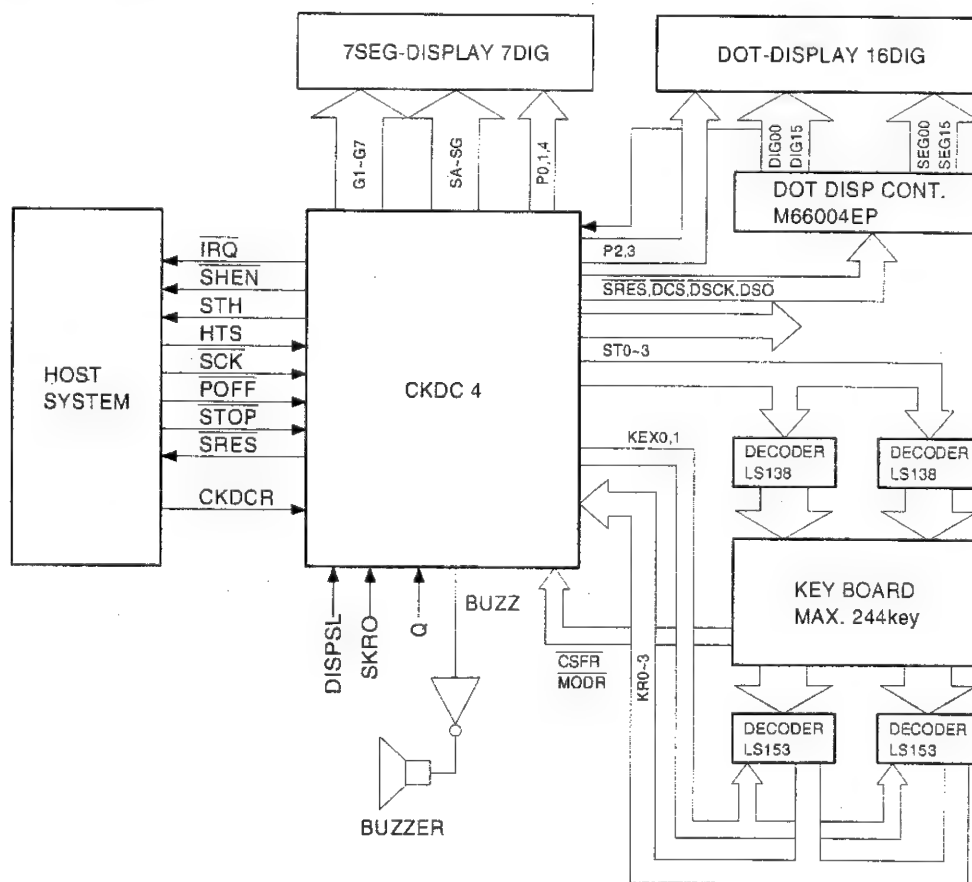 7SEG-DISPLAY 7DIG
DOT-DISPLAY 16DIG
G1~G7
SA~SG
P0,1,4
DIG00
DIG15
SEG00
SEG15
DOT DISP CONT.
M66004EP
HOST
SYSTEM
IRQ
SHEN
STH
HTS
SCK
POFF
STOP
SRES
CKDCR
CKDC 4
P2,3
SRES,DCS,DSCK.DSO
ST0~3
KEX0,1
DECODER
LS138
DECODER
LS138
KEY BOARD
MAX. 244key
DISPSL
SKRO
Q
BUZZ
CSFR
MODR
KR0~3
DECODER
LS153
DECODER
LS153
BUZZER